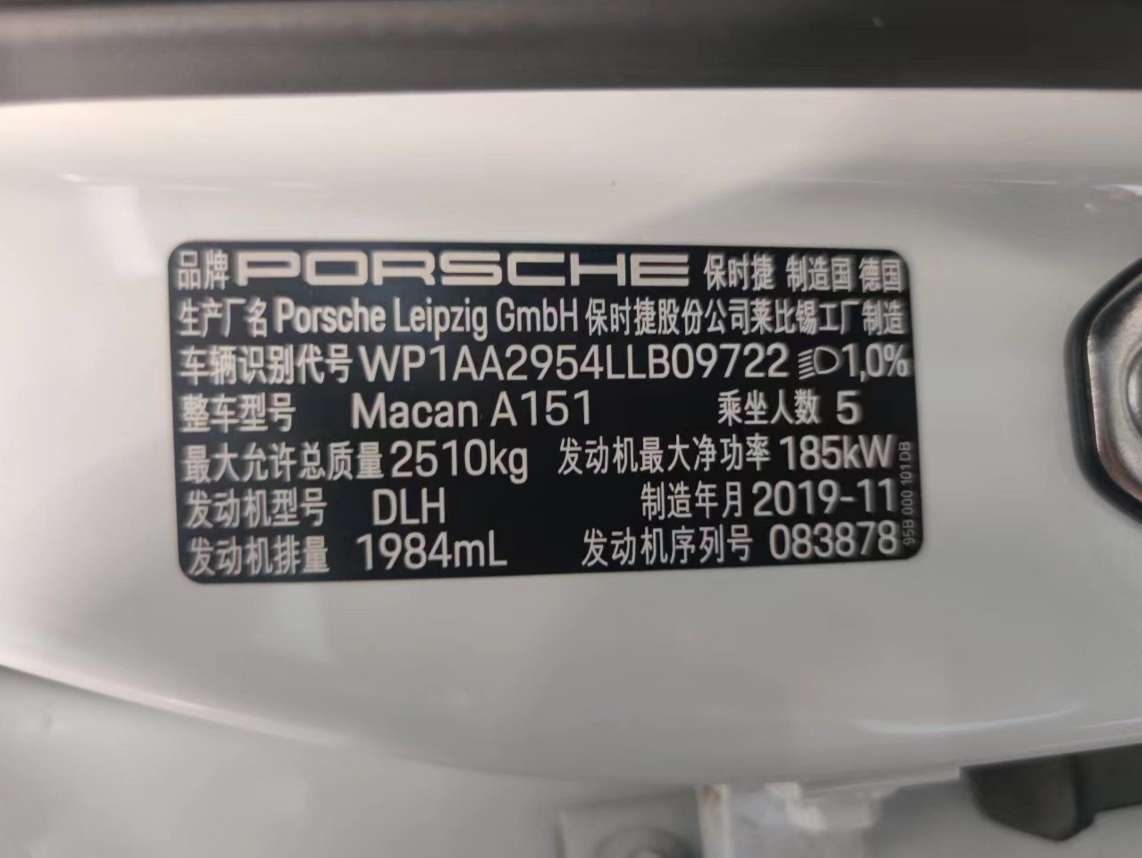 品牌 PORSCHE 保时捷 制造国 德国
生产厂名 Porsche Leipzig GmbH 保时捷股份公司莱比锡工厂制造
车辆识别代号 WP1AA2954LLB09722 1,0%
整车型号 Macan A151 乘坐人数 5
最大允许总质量 2510kg 发动机最大净功率 185kW
发动机型号 DLH 制造年月 2019-11
发动机排量 1984mL 发动机序列号 083878
95B 000 101 DB